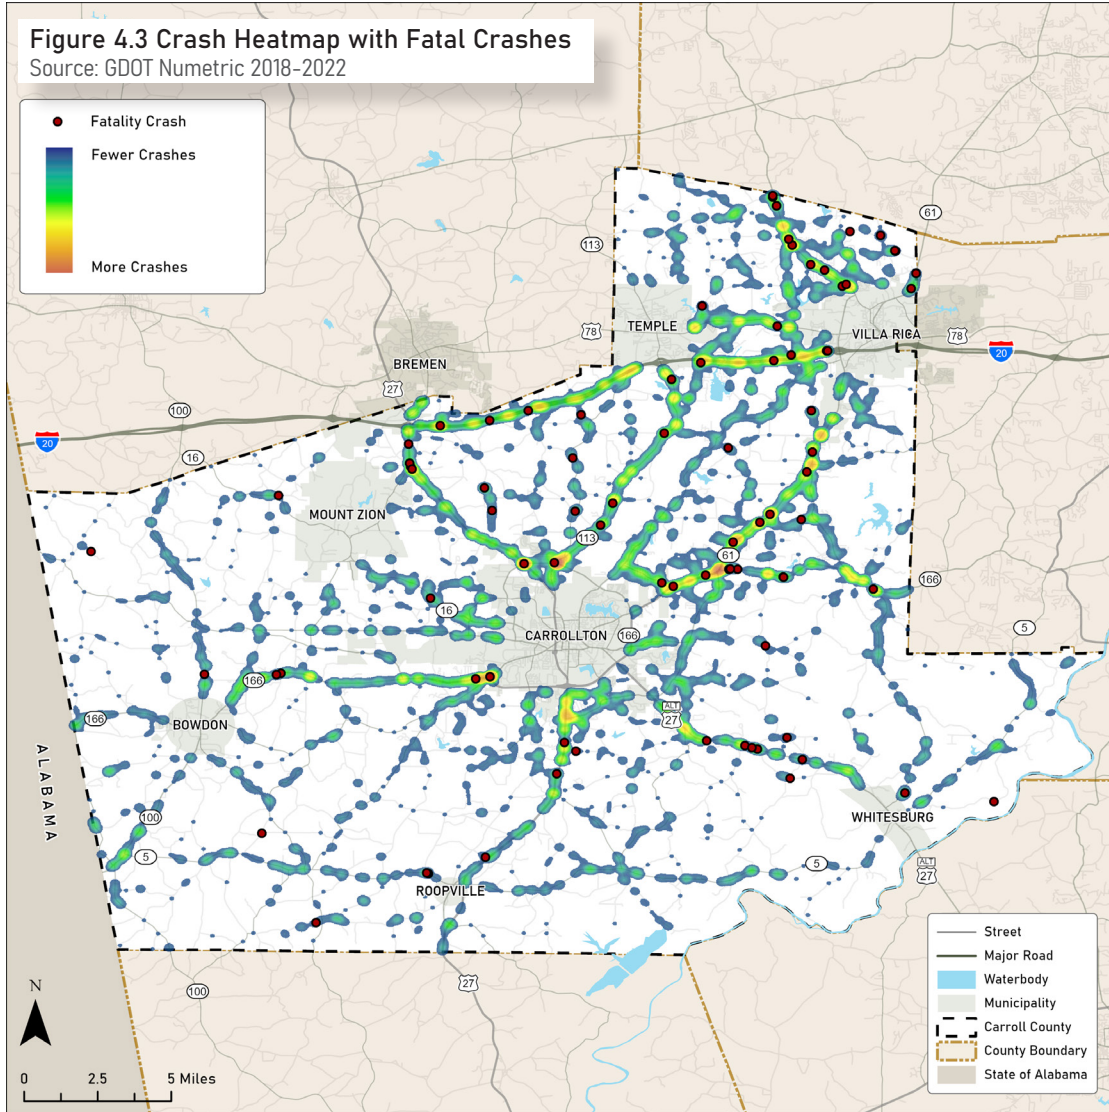 Figure 4.3 Crash Heatmap with Fatal Crashes
Source: GDOT Numetric 2018-2022
Fatality Crash
Fewer Crashes
More Crashes
61
113
78
TEMPLE
VILLA RICA
78
20
BREMEN
27
100
20
16
MOUNT ZION
113
61
166
16
CARROLLTON
166
5
166
ALT
27
166
BOWDON
ALABAMA
100
5
WHITESBURG
5
ALT
27
ROOPVILLE
27
100
N
0 2.5 5 Miles
Street
Major Road
Waterbody
Municipality
Carroll County
County Boundary
State of Alabama